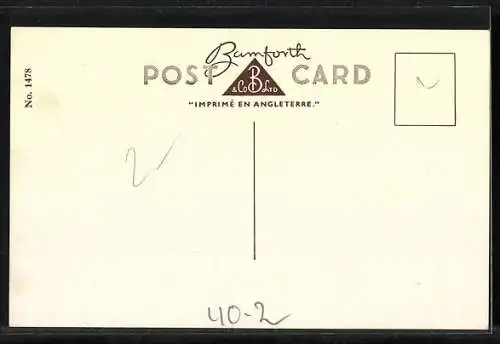 Bamforth
POST CARD
& Co B Ltd
"IMPRIMÉ EN ANGLETERRE."
No. 1478
2
40-2